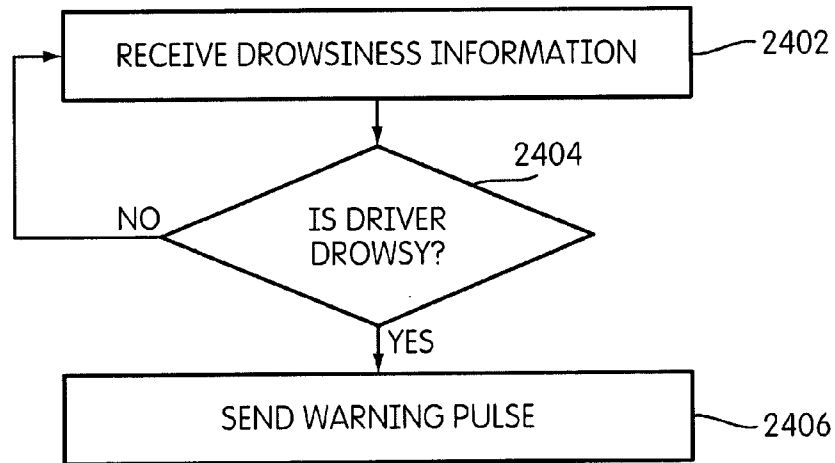 RECEIVE DROWSINESS INFORMATION
2402
2404
IS DRIVER
DROWSY?
NO
YES
SEND WARNING PULSE
2406